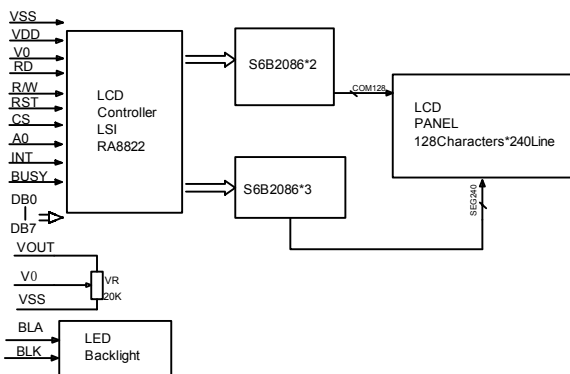 VSS
VDD
V0
RD
R/W
RST
CS
A0
INT
BUSY
DB0
DB7
LCD
Controller
LSI
RA8822
S6B2086*2
S6B2086*3
COM128
SEG240
LCD
PANEL
128Characters*240Line
VOUT
V0
VSS
VR
20K
BLA
BLK
LED
Backlight